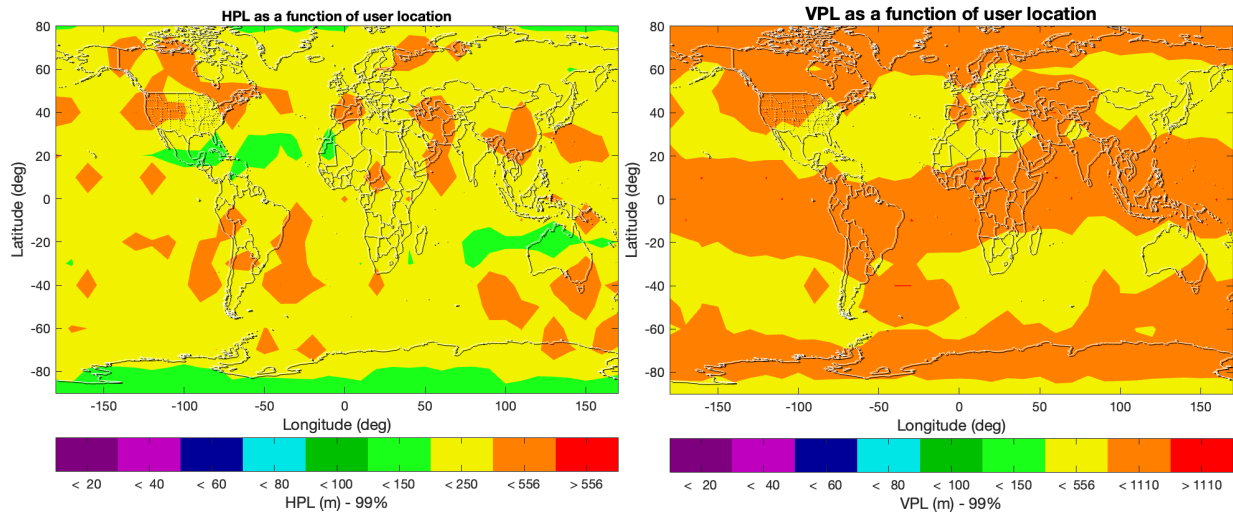 HPL as a function of user location
80
60
40
20
0
-20
-40
-60
-80
Latitude (deg)
-150 -100 -50 0 50 100 150
Longitude (deg)
< 20 < 40 < 60 < 80 < 100 <150 <250 < 556 > 556
HPL (m) - 99%
VPL as a function of user location
80
60
40
20
0
-20
-40
-60
-80
Latitude (deg)
-150 -100 -50 0 50 100 150
Longitude (deg)
< 20 < 40 < 60 < 80 < 100 < 150 < 556 <1110 >1110
VPL (m) - 99%